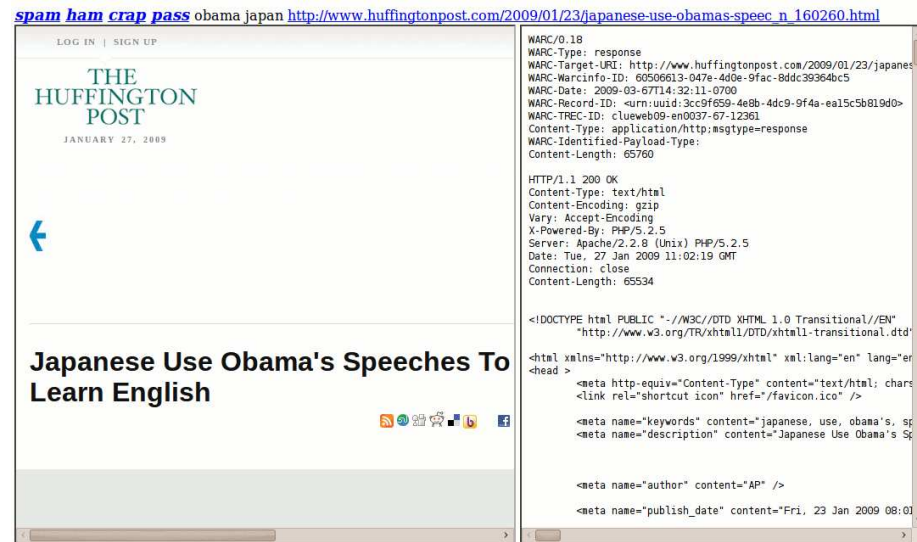 spam ham crap pass obama japan http://www.huffingtonpost.com/2009/01/23/japanese-use-obamas-speec_n_160260.html
LOG IN | SIGN UP
THE
HUFFINGTON
POST
JANUARY 27, 2009
Japanese Use Obama's Speeches To
Learn English
WARC/0.18
WARC-Type: response
WARC-Target-URI: http://www.huffingtonpost.com/2009/01/23/japanes
WARC-Warcinfo-ID: 60506613-047e-4d0e-9fac-8ddc39364bc5
WARC-Date: 2009-03-67T14:32:11-0700
WARC-Record-ID: <urn:uuid:3cc9f659-4e8b-4dc9-9f4a-ea15c5b819d0>
WARC-TREC-ID: clueweb09-en0037-67-12361
Content-Type: application/http;msgtype=response
WARC-Identified-Payload-Type:
Content-Length: 65760
HTTP/1.1 200 OK
Content-Type: text/html
Content-Encoding: gzip
Vary: Accept-Encoding
X-Powered-By: PHP/5.2.5
Server: Apache/2.2.8 (Unix) PHP/5.2.5
Date: Tue, 27 Jan 2009 11:02:19 GMT
Connection: close
Content-Length: 65534
<!DOCTYPE html PUBLIC "-//W3C//DTD XHTML 1.0 Transitional//EN"
"http://www.w3.org/TR/xhtml1/DTD/xhtml1-transitional.dtd"
<html xmlns="http://www.w3.org/1999/xhtml" xml:lang="en" lang="en
<head >
<meta http-equiv="Content-Type" content="text/html; chars
<link rel="shortcut icon" href="/favicon.ico" />
<meta name="keywords" content="japanese, use, obama's, sp
<meta name="description" content="Japanese Use Obama's Sp
<meta name="author" content="AP" />
<meta name="publish_date" content="Fri, 23 Jan 2009 08:01